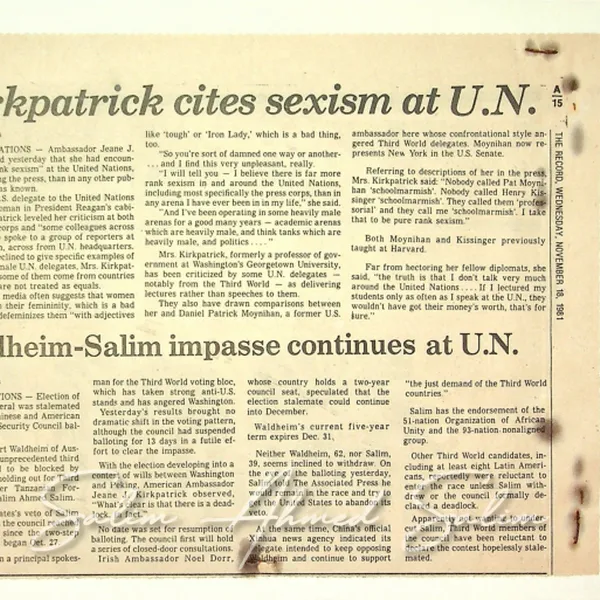 rkpatrick cites sexism at U.N.
A
15
THE RECORD, WEDNESDAY, NOVEMBER 18, 1981
ATIONS — Ambassador Jeane J.
d yesterday that she had encoun-
nk sexism" at the United Nations,
ng the press, than in any other pub-
as known.
.S. delegate to the United Nations
oman in President Reagan's cabi-
patrick leveled her criticism at both
corps and "some colleagues across
spoke to a group of reporters at
n, across from U.N. headquarters.
eclined to give specific examples of
male U.N. delegates, Mrs. Kirkpat-
some of them come from countries
are not treated as equals.
media often suggests that women
their femininity, which is a bad
defeminizes them "with adjectives
like 'tough' or 'Iron Lady,' which is a bad thing,
too.
"So you're sort of damned one way or another-
. . . and I find this very unpleasant, really.
"I will tell you — I believe there is far more
rank sexism in and around the United Nations,
including most specifically the press corps, than in
any arena I have ever been in in my life," she said.
"And I've been operating in some heavily male
arenas for a good many years — academic arenas
which are heavily male, and think tanks which are
heavily male, and politics . . . ."
Mrs. Kirkpatrick, formerly a professor of gov-
ernment at Washington's Georgetown University,
has been criticized by some U.N. delegates —
notably from the Third World — as delivering
lectures rather than speeches to them.
They also have drawn comparisons between
her and Daniel Patrick Moynihan, a former U.S.
ambassador here whose confrontational style an-
gered Third World delegates. Moynihan now re-
presents New York in the U.S. Senate.
Referring to descriptions of her in the press,
Mrs. Kirkpatrick said: "Nobody called Pat Moyni-
han 'schoolmarmish'. Nobody called Henry Kis-
singer 'schoolmarmish'. They called them 'profes-
sorial' and they call me 'schoolmarmish'. I take
that to be pure rank sexism."
Both Moynihan and Kissinger previously
taught at Harvard.
Far from hectoring her fellow diplomats, she
said, "the truth is that I don't talk very much
around the United Nations . . . . If I lectured my
students only as often as I speak at the U.N., they
wouldn't have got their money's worth, that's for
sure."
dheim-Salim impasse continues at U.N.
TIONS — Election of
eral was stalemated
hinese and American
Security Council bal-
rt Waldheim of Aus-
unprecedented third
d to be blocked by
holding out for third
er Tanzanian For-
alim Ahmed Salim.
ates's veto of Salim
the council re
since the two-step
began Oct. 27
n a principal spokes-
man for the Third World voting bloc,
which has taken strong anti-U.S.
stands and has angered Washington.
Yesterday's results brought no
dramatic shift in the voting pattern,
although the council had suspended
balloting for 13 days in a futile ef-
fort to clear the impasse.
With the election developing into a
contest of wills between Washington
and Peking, American Ambassador
Jeane J. Kirkpatrick observed,
"What's clear is that there is a dead-
lock, in fact."
No date was set for resumption of
balloting. The council first will hold
a series of closed-door consultations.
Irish Ambassador Noel Dorr,
whose country holds a two-year
council seat, speculated that the
election stalemate could continue
into December.
Waldheim's current five-year
term expires Dec. 31,
Neither Waldheim, 62, nor Salim,
39, seems inclined to withdraw. On
the eve of the balloting yesterday,
Salim told The Associated Press he
was in the race and to get
the United States to abandon its
veto.
At the same time, China's official
Xinhua news agency indicated its
delegate intended to keep opposing
Waldheim and continue to support
"the just demand of the Third World
countries."
Salim has the endorsement of the
51-nation Organization of African
Unity and the 93-nation nonaligned
group.
Other Third World candidates, in-
cluding at least eight Latin Ameri-
cans, reportedly were reluctant to
enter the race unless Salim with-
drew or the council formally de-
clared a deadlock.
Apparently awaiting under-
cut Salim, Third World members of
the council have been reluctant to
declare the contest hopelessly stale-
mated.
Salim Ahmed Salim